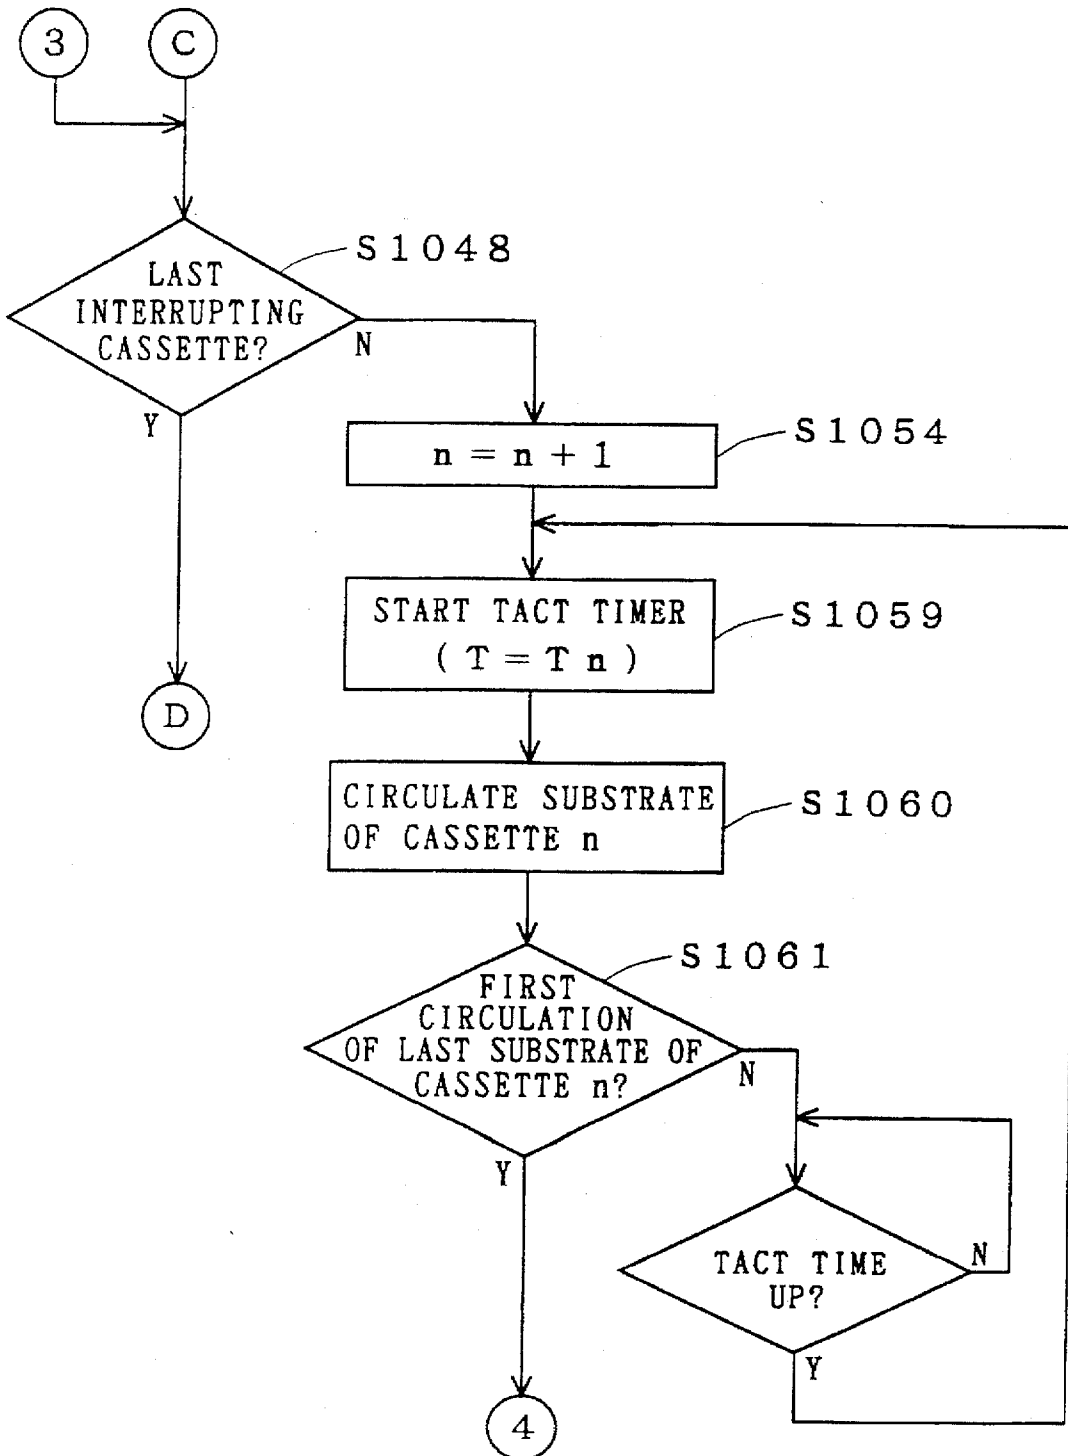 3
C
S1048
LAST
INTERRUPTING
CASSETTE?
N
Y
S1054
n = n + 1
START TACT TIMER
( T = T n )
S1059
D
CIRCULATE SUBSTRATE
OF CASSETTE n
S1060
S1061
FIRST
CIRCULATION
OF LAST SUBSTRATE OF
CASSETTE n?
N
Y
TACT TIME
UP?
N
Y
4